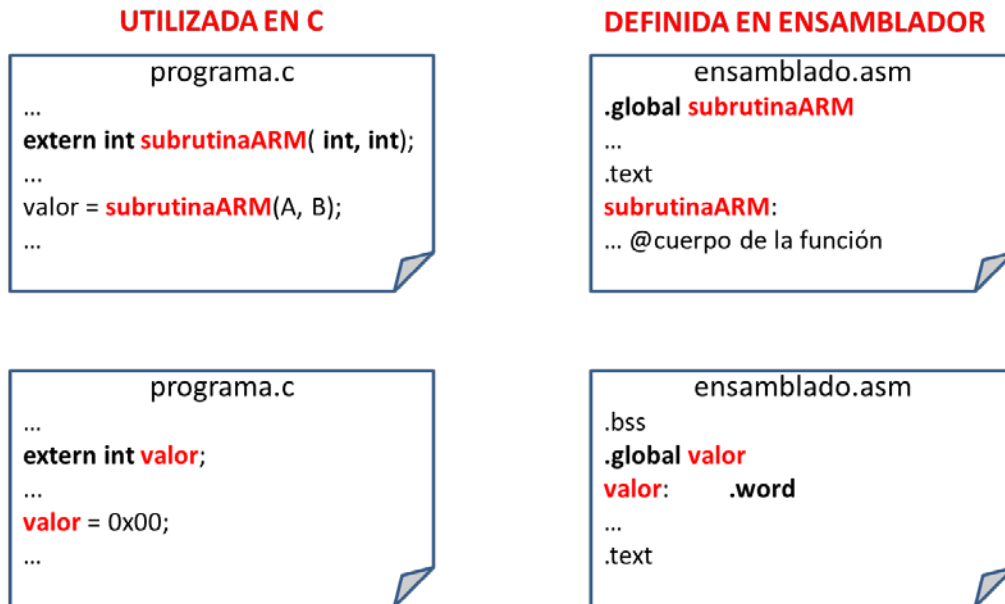 UTILIZADA EN C
DEFINIDA EN ENSAMBLADOR
programa.c
...
extern int subrutinaARM( int, int);
...
valor = subrutinaARM(A, B);
...
ensamblado.asm
.global subrutinaARM
...
.text
subrutinaARM:
... @cuerpo de la función
programa.c
...
extern int valor;
...
valor = 0x00;
...
ensamblado.asm
.bss
.global valor
valor: .word
...
.text